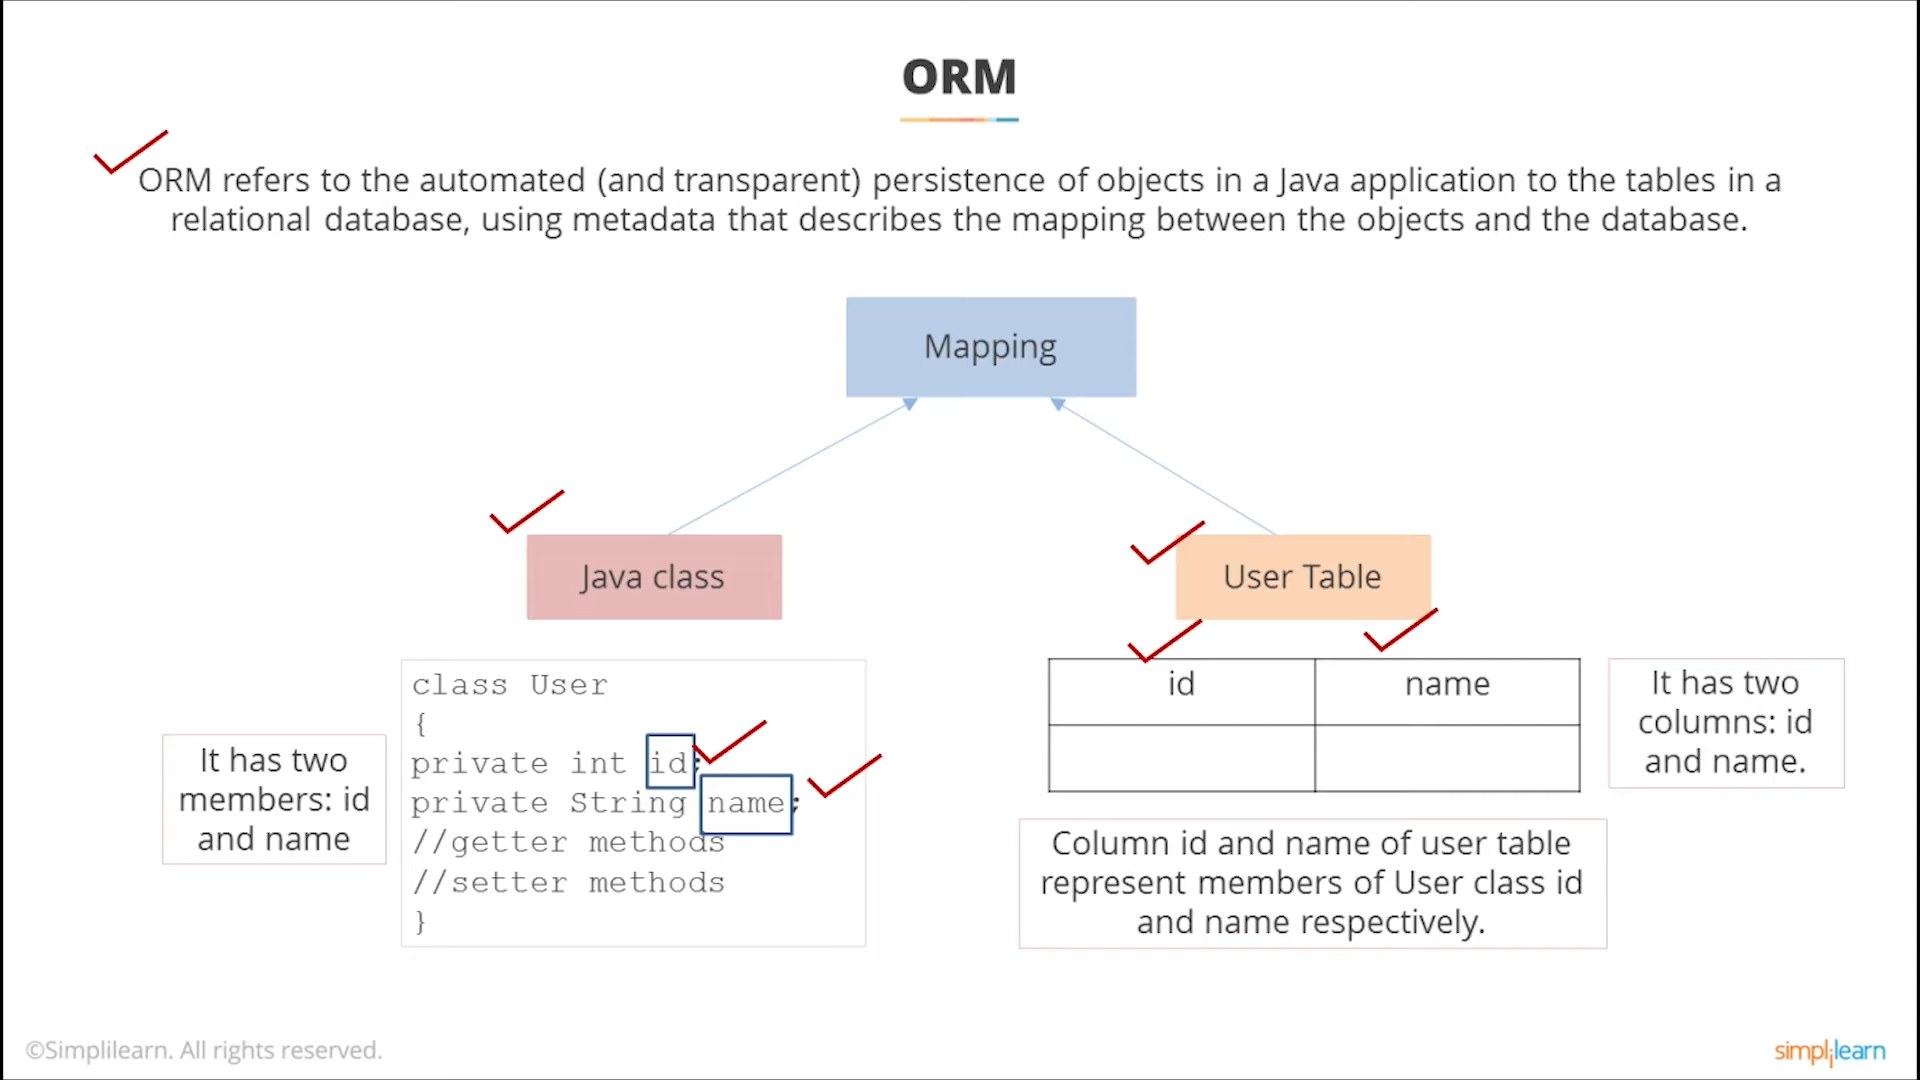 ORM
ORM refers to the automated (and transparent) persistence of objects in a Java application to the tables in a
relational database, using metadata that describes the mapping between the objects and the database.
Mapping
Java class
User Table
It has two
members: id
and name
class User
{
private int id;
private String name;
//getter methods
//setter methods
}
id name
It has two
columns: id
and name.
Column id and name of user table
represent members of User class id
and name respectively.
©Simplilearn. All rights reserved.
simplilearn